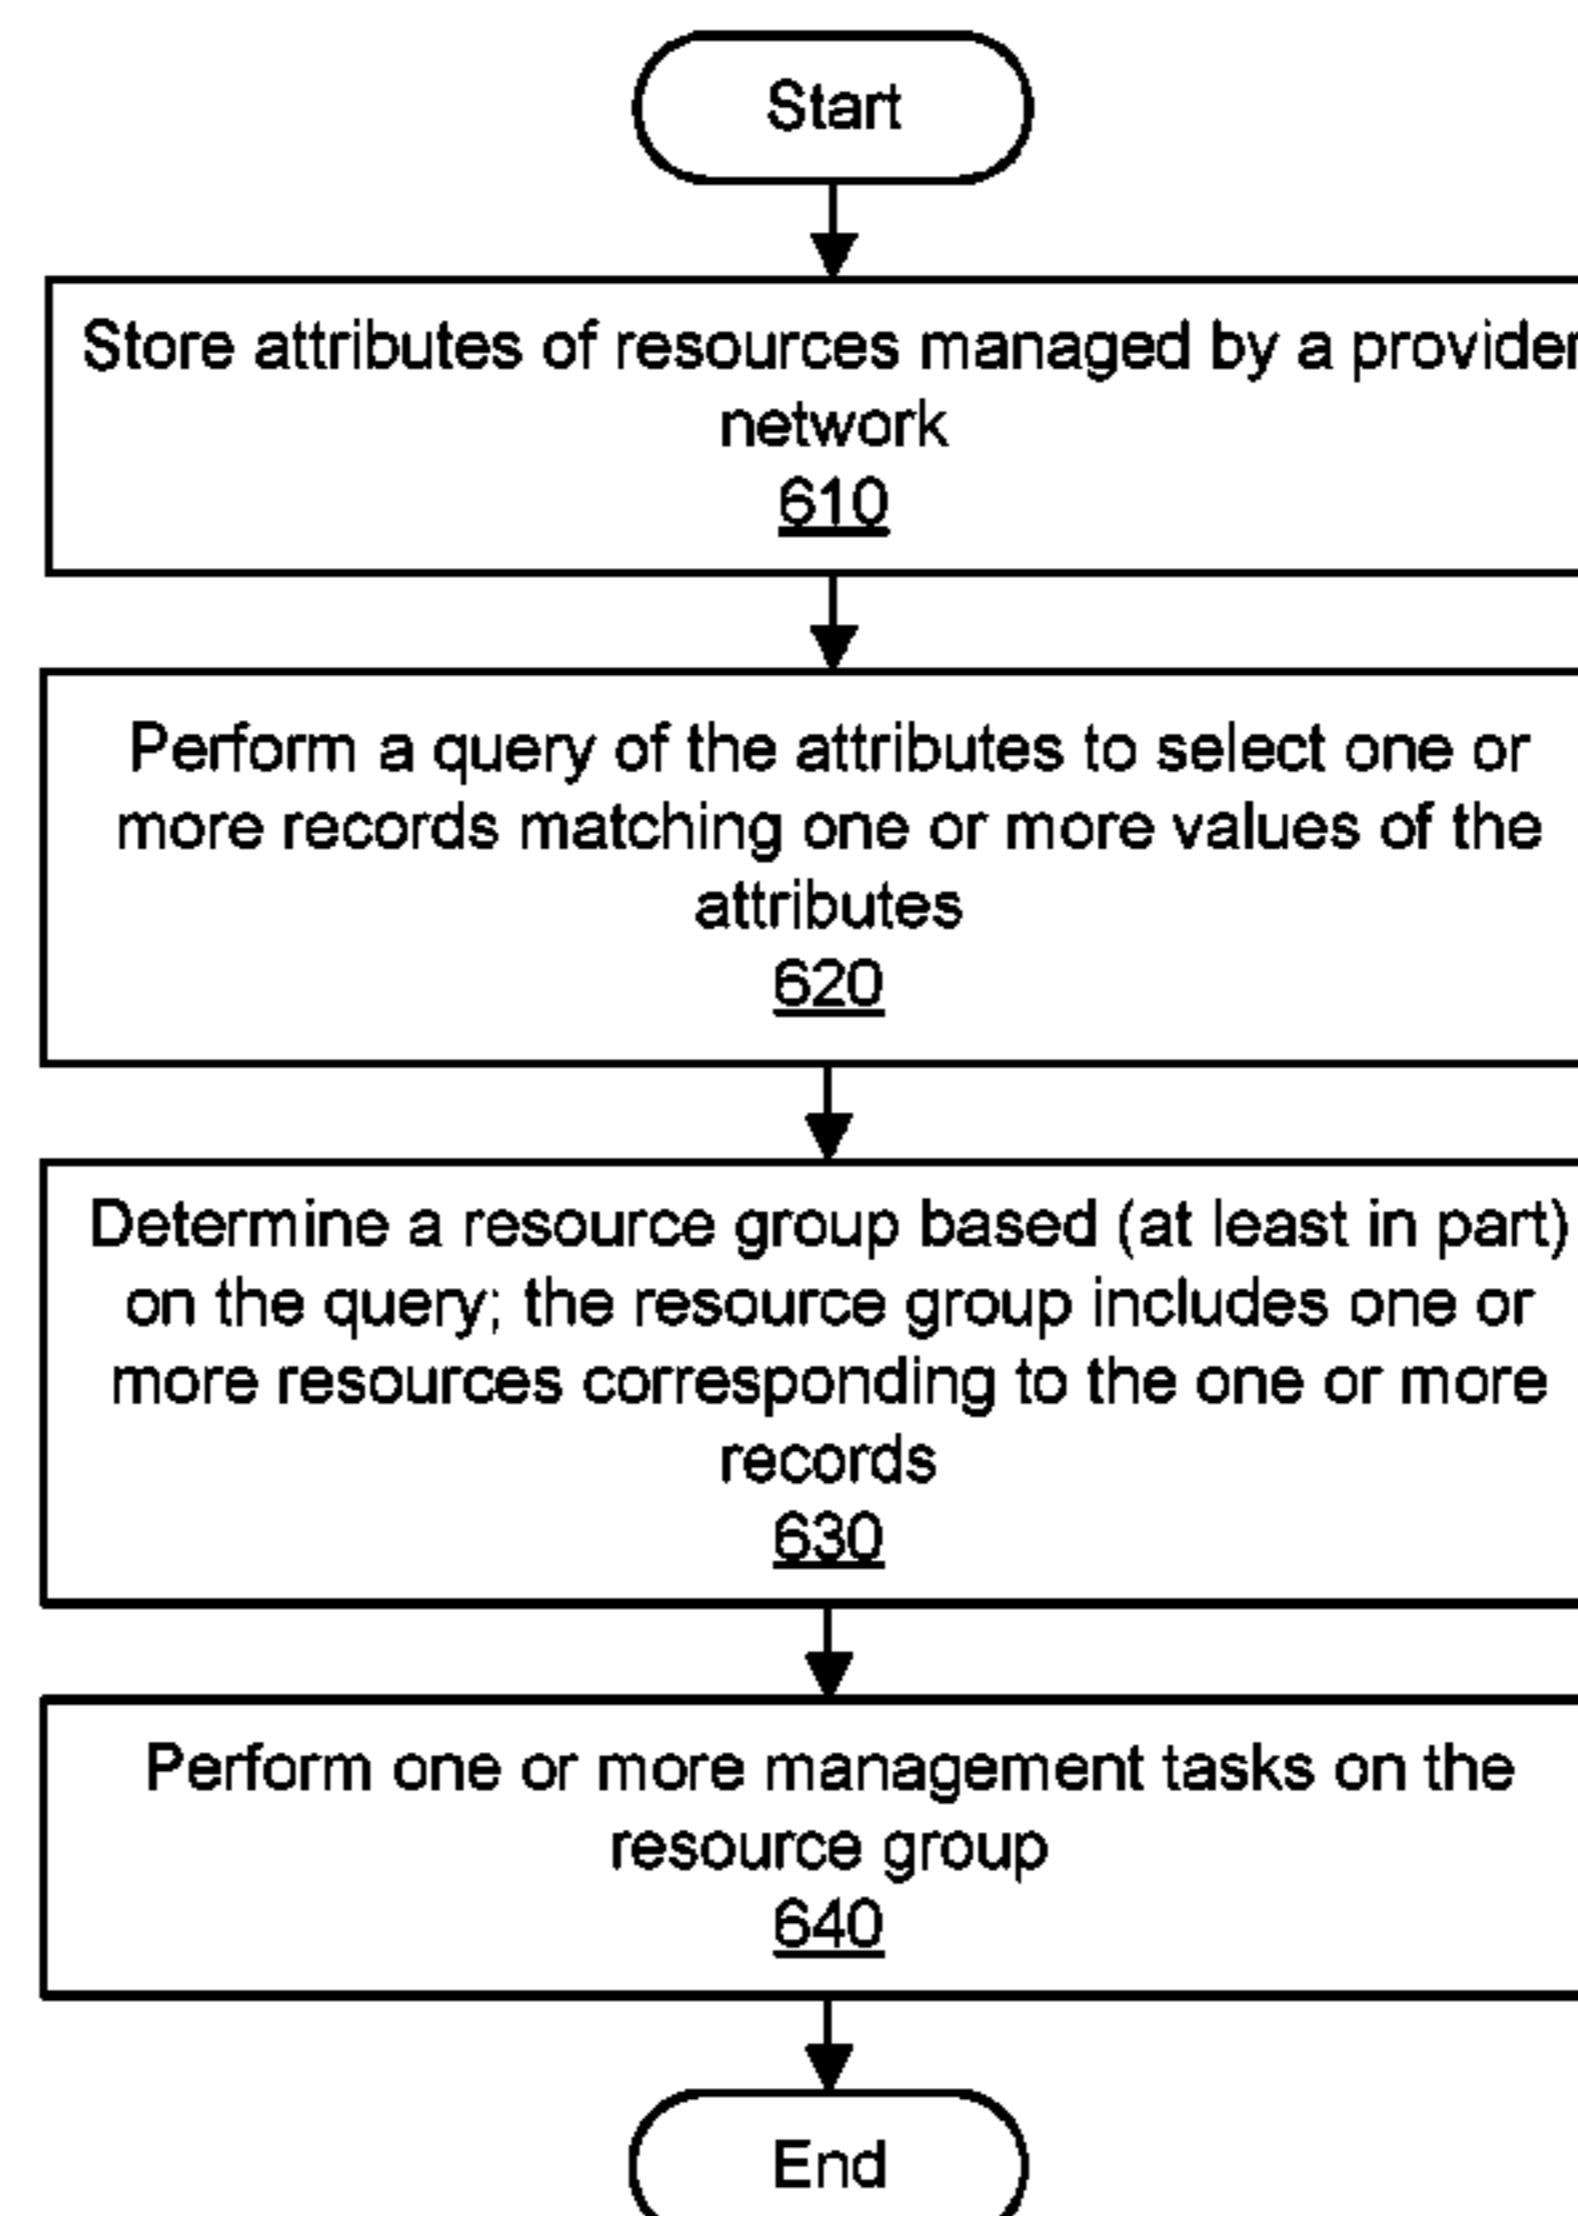 Start
Store attributes of resources managed by a provider
network
610
Perform a query of the attributes to select one or
more records matching one or more values of the
attributes
620
Determine a resource group based (at least in part)
on the query; the resource group includes one or
more resources corresponding to the one or more
records
630
Perform one or more management tasks on the
resource group
640
End